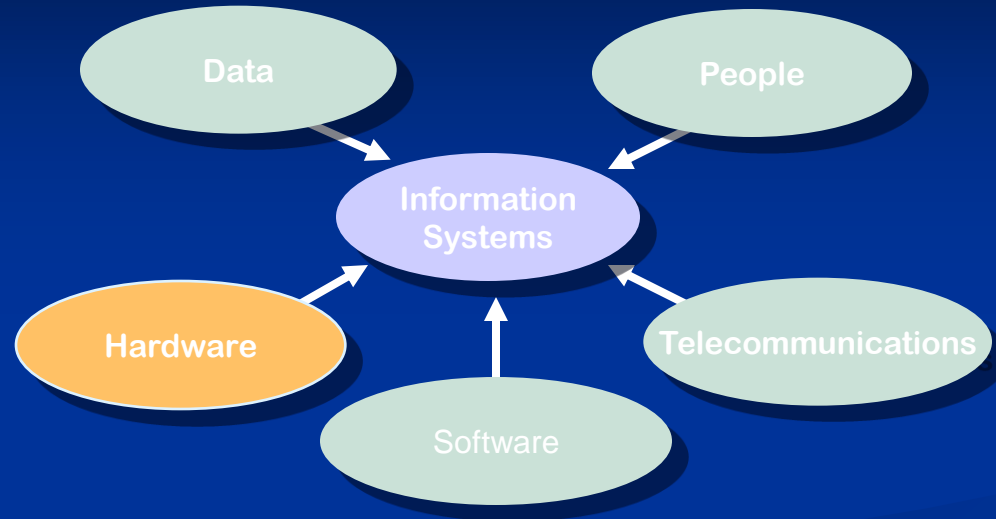 Data
People
Information
Systems
Hardware
Telecommunications
Software